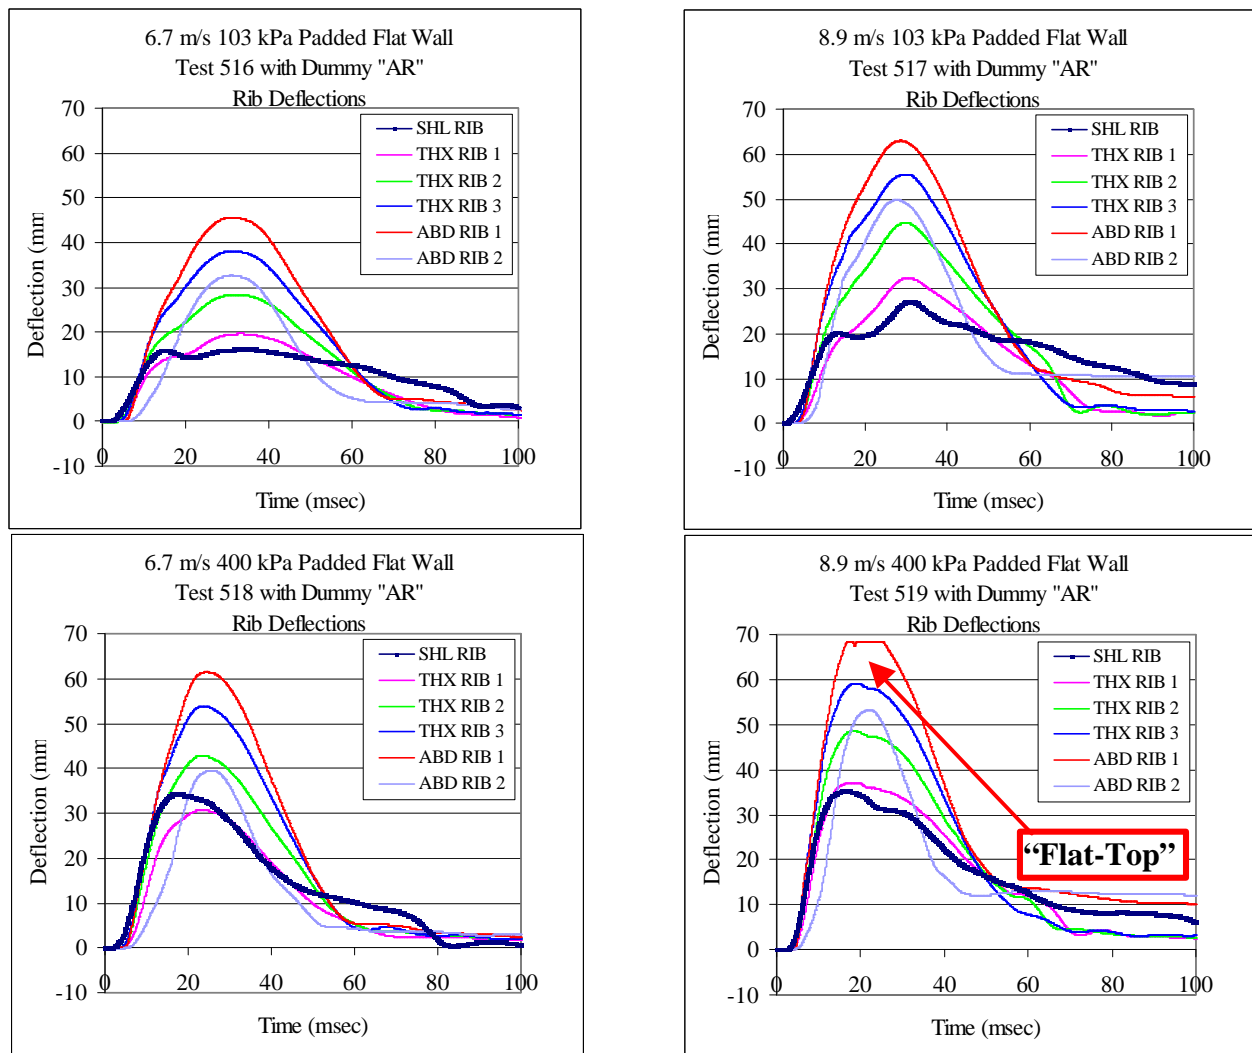 6.7 m/s 103 kPa Padded Flat Wall
Test 516 with Dummy "AR"
Rib Deflections
70
60
50
40
30
20
10
0
-10
0 20 40 60 80 100
Deflection (mm
Time (msec)
SHL RIB
THX RIB 1
THX RIB 2
THX RIB 3
ABD RIB 1
ABD RIB 2
8.9 m/s 103 kPa Padded Flat Wall
Test 517 with Dummy "AR"
Rib Deflections
70
60
50
40
30
20
10
0
-10
0 20 40 60 80 100
Deflection (mm
Time (msec)
SHL RIB
THX RIB 1
THX RIB 2
THX RIB 3
ABD RIB 1
ABD RIB 2
6.7 m/s 400 kPa Padded Flat Wall
Test 518 with Dummy "AR"
Rib Deflections
70
60
50
40
30
20
10
0
-10
0 20 40 60 80 100
Deflection (mm
Time (msec)
SHL RIB
THX RIB 1
THX RIB 2
THX RIB 3
ABD RIB 1
ABD RIB 2
8.9 m/s 400 kPa Padded Flat Wall
Test 519 with Dummy "AR"
Rib Deflections
70
60
50
40
30
20
10
0
-10
0 20 40 60 80 100
Deflection (mm
Time (msec)
SHL RIB
THX RIB 1
THX RIB 2
THX RIB 3
ABD RIB 1
ABD RIB 2
“Flat-Top”